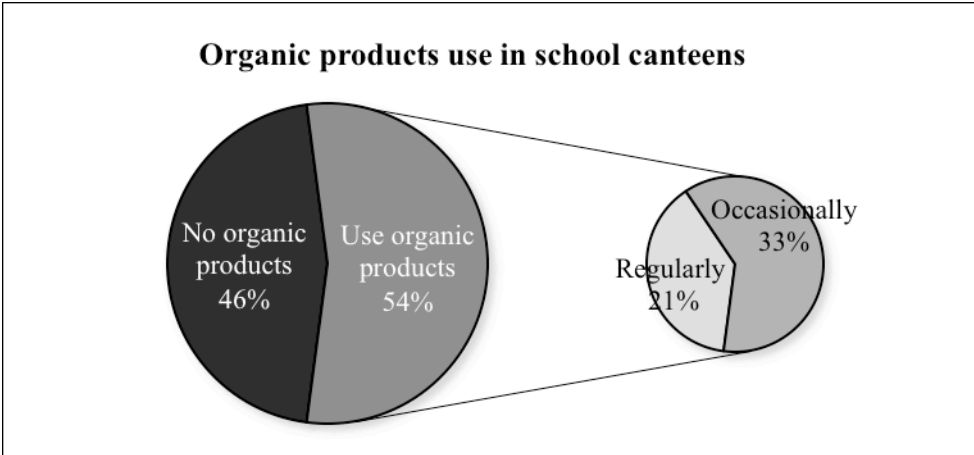 Organic products use in school canteens
No organic
products
46%
Use organic
products
54%
Occasionally
33%
Regularly
21%